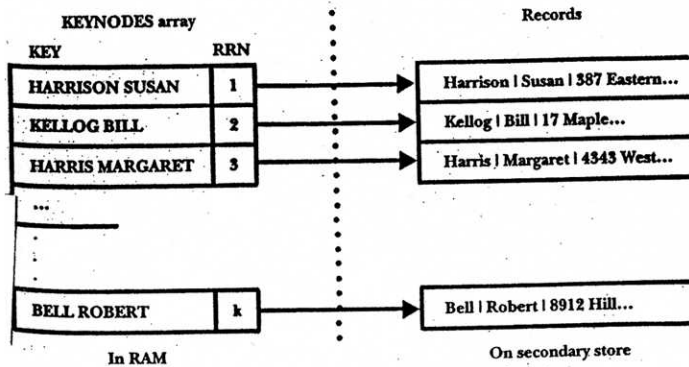 KEYNODES array
Records
KEY RRN
HARRISON SUSAN 1 Harrison | Susan | 387 Eastern...
KELLOG BILL 2 Kellog | Bill | 17 Maple...
HARRIS MARGARET 3 Harris | Margaret | 4343 West...
...
BELL ROBERT k Bell | Robert | 8912 Hill...
In RAM
On secondary store